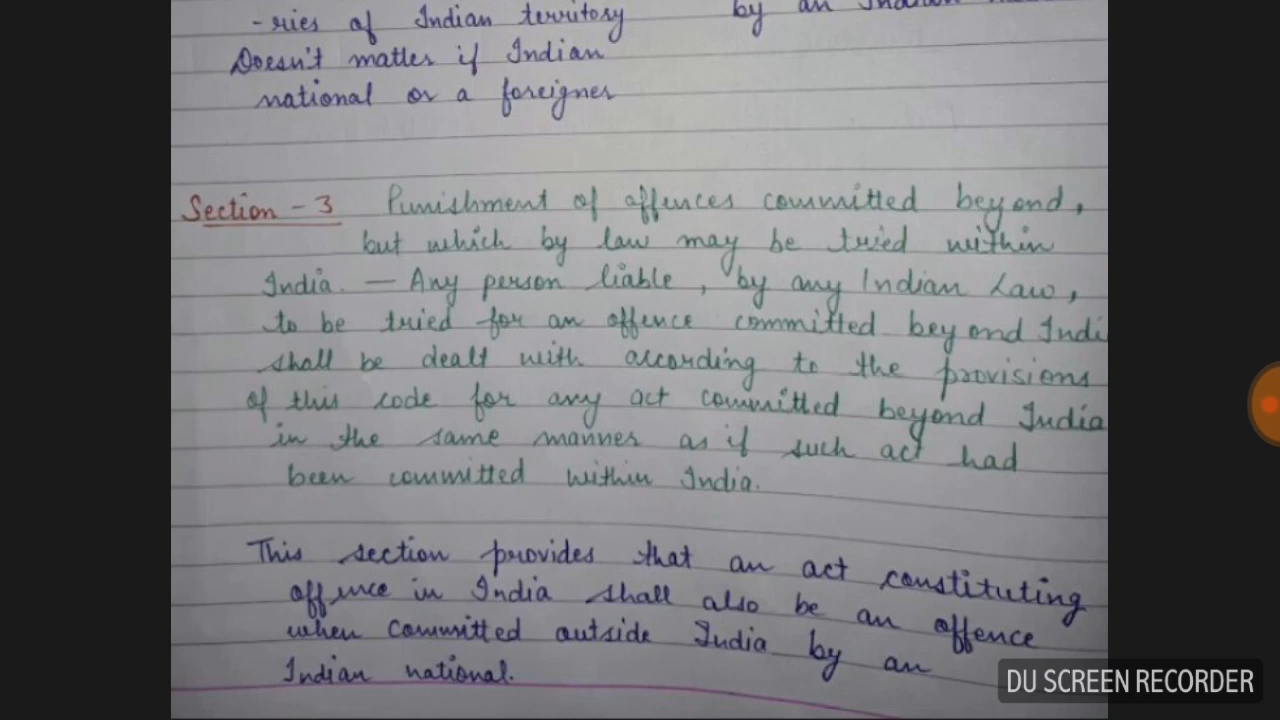 -ries of Indian territory by an Indian
Doesn't matter if Indian
national or a foreigner
Section - 3 Punishment of offences committed beyond,
but which by law may be tried within
India. — Any person liable, by any Indian Law,
to be tried for an offence committed beyond Indi
shall be dealt with according to the provisions
of this code for any act committed beyond India
in the same manner as if such act had
been committed within India.
This section provides that an act constituting
offence in India shall also be an offence
when committed outside India by an
Indian national.
DU SCREEN RECORDER